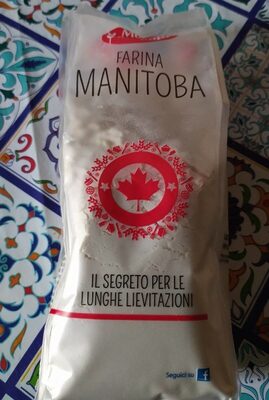 FARINA
MANITOBA
IL SEGRETO PER LE
LUNGHE LIEVITAZIONI
Seguici su